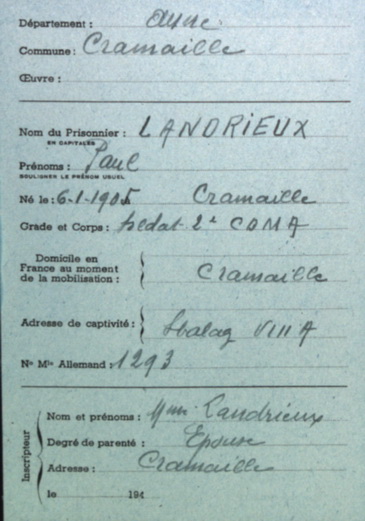 Département : Aisne
Commune : Cramaille
Œuvre :
Nom du Prisonnier : LANDRIEUX
EN CAPITALES
Prénoms : Paul
SOULIGNER LE PRÉNOM USUEL
Né le : 6-1-1905 Cramaille
Grade et Corps : soldat 2e COMA
Domicile en
France au moment
de la mobilisation : Cramaille
Adresse de captivité : Stalag VIII A
No Mle Allemand : 1293
Inscripteur
Nom et prénoms : Mme Landrieux
Degré de parenté : Epouse
Adresse : Cramaille
le 194